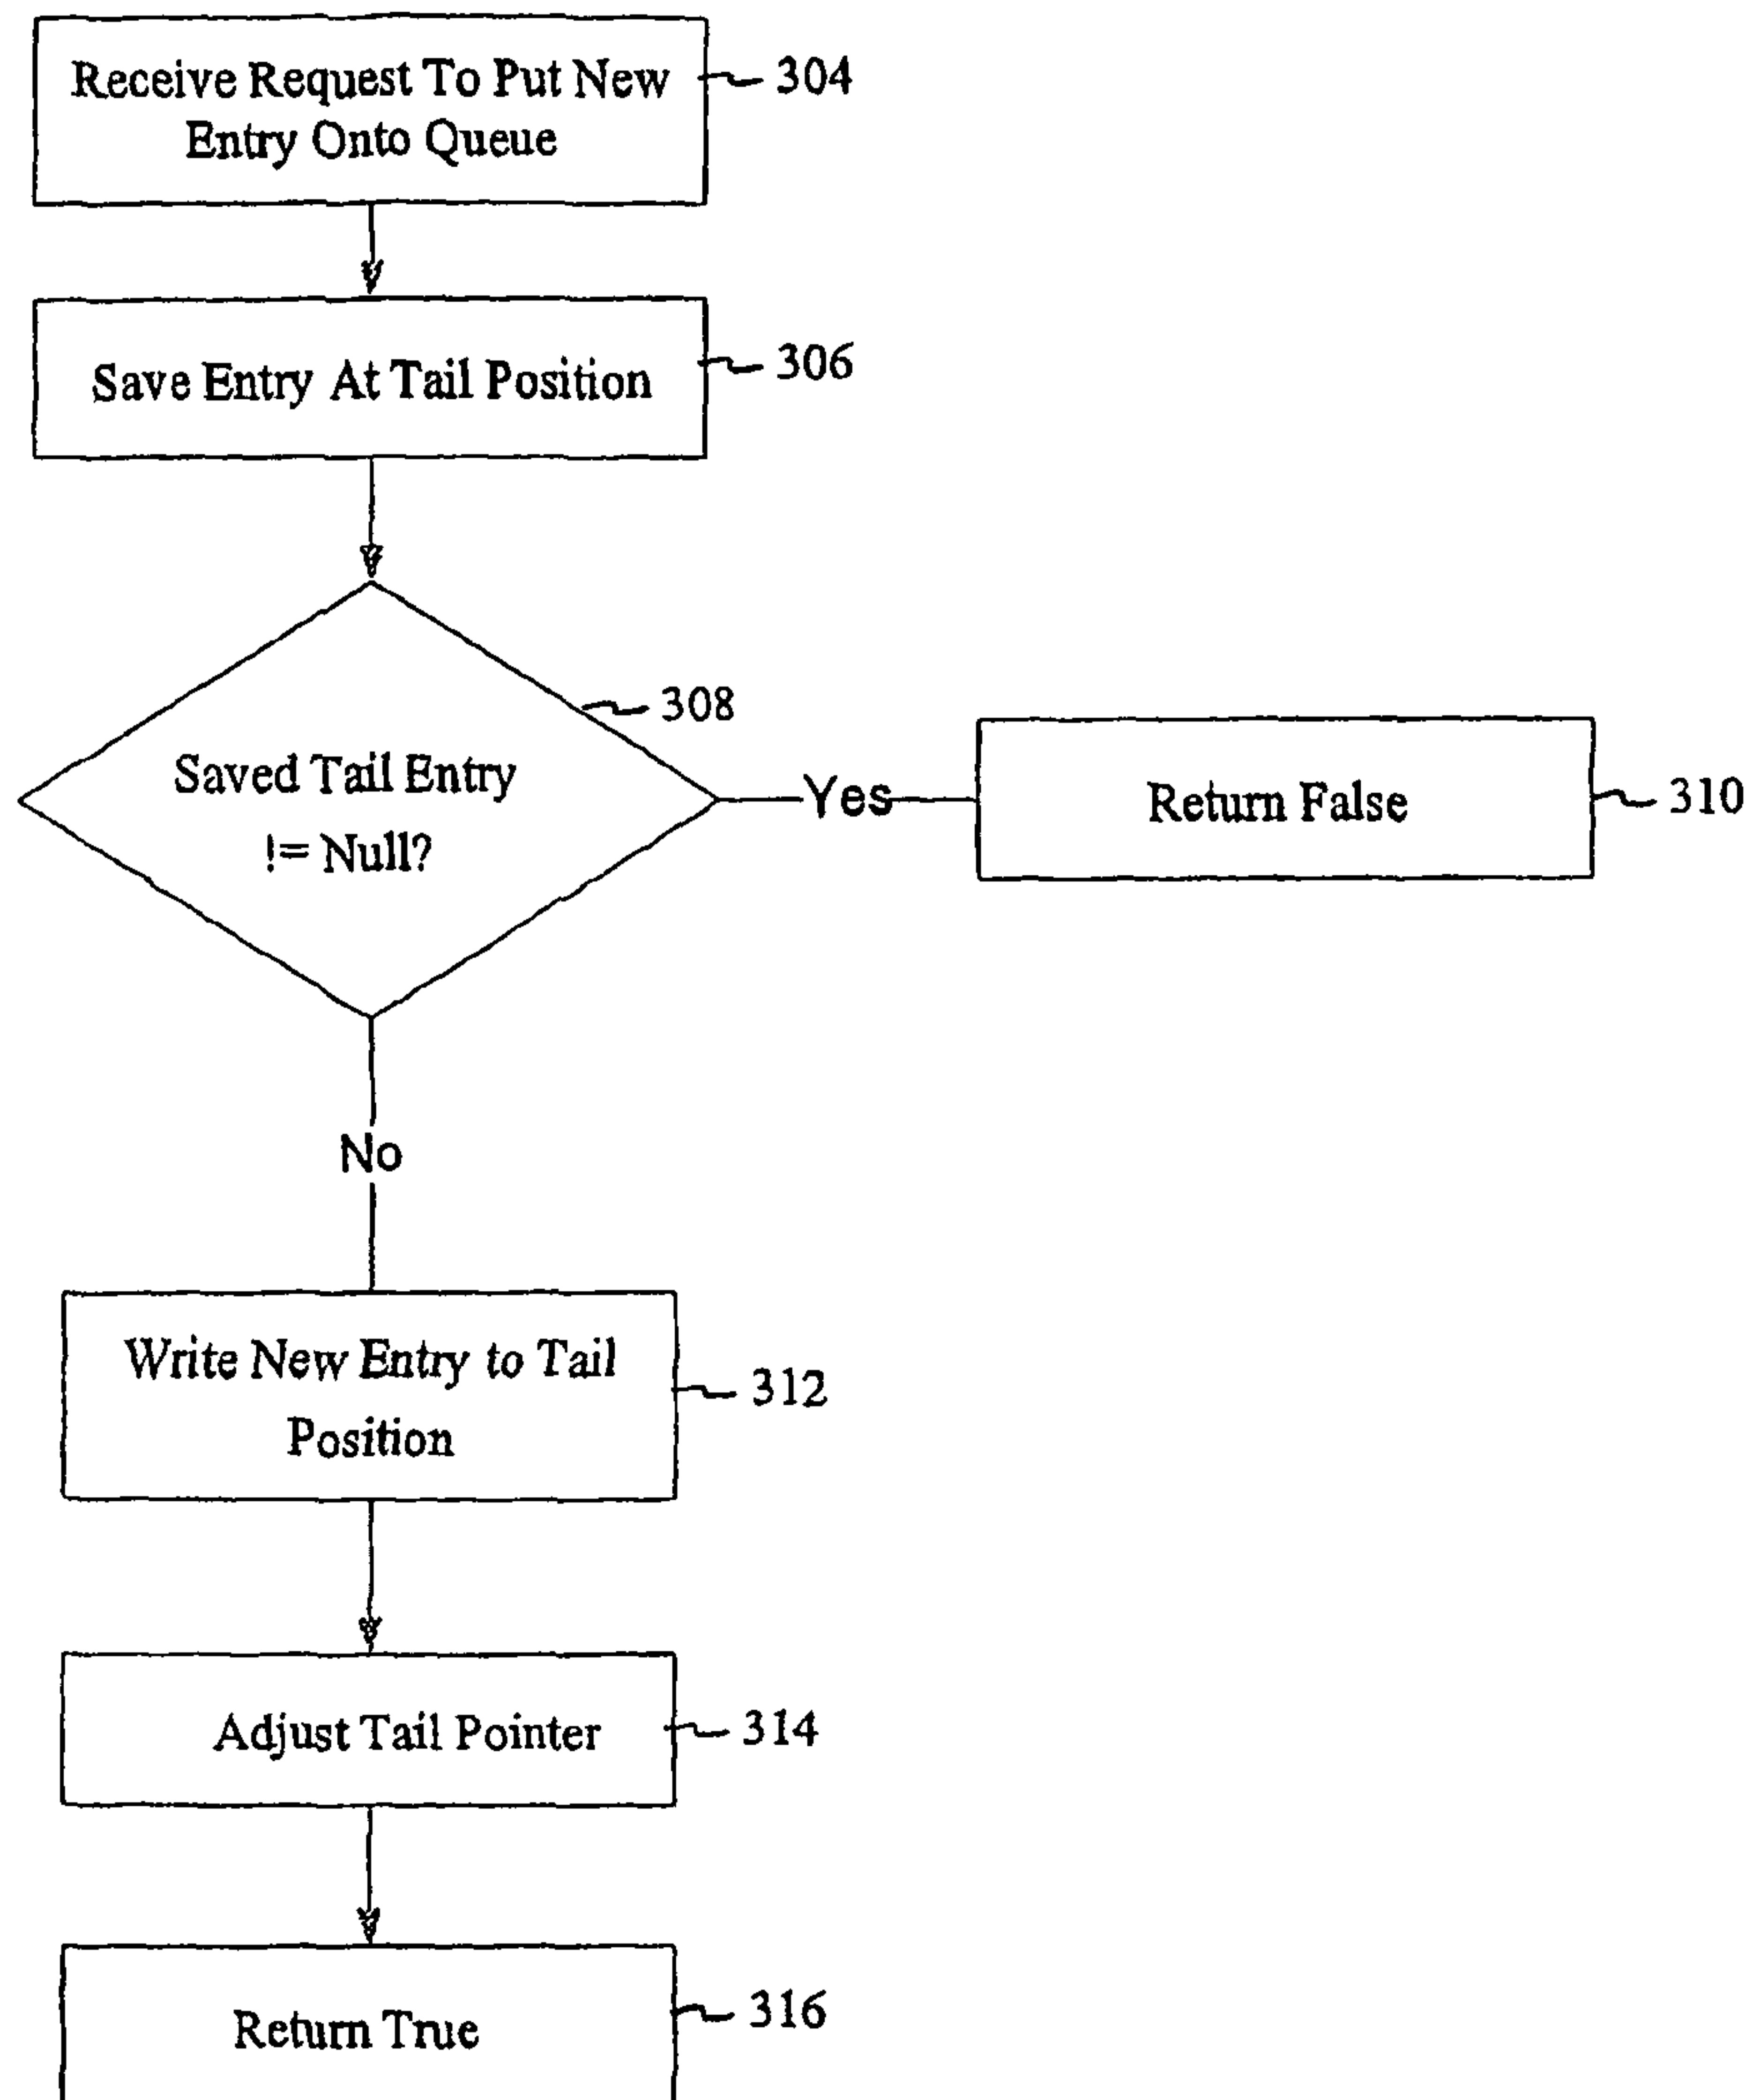 Receive Request To Put New
Entry Onto Queue
304
Save Entry At Tail Position
306
308
Saved Tail Entry
!= Null?
Yes
Return False
310
No
Write New Entry to Tail
Position
312
Adjust Tail Pointer
314
Return True
316